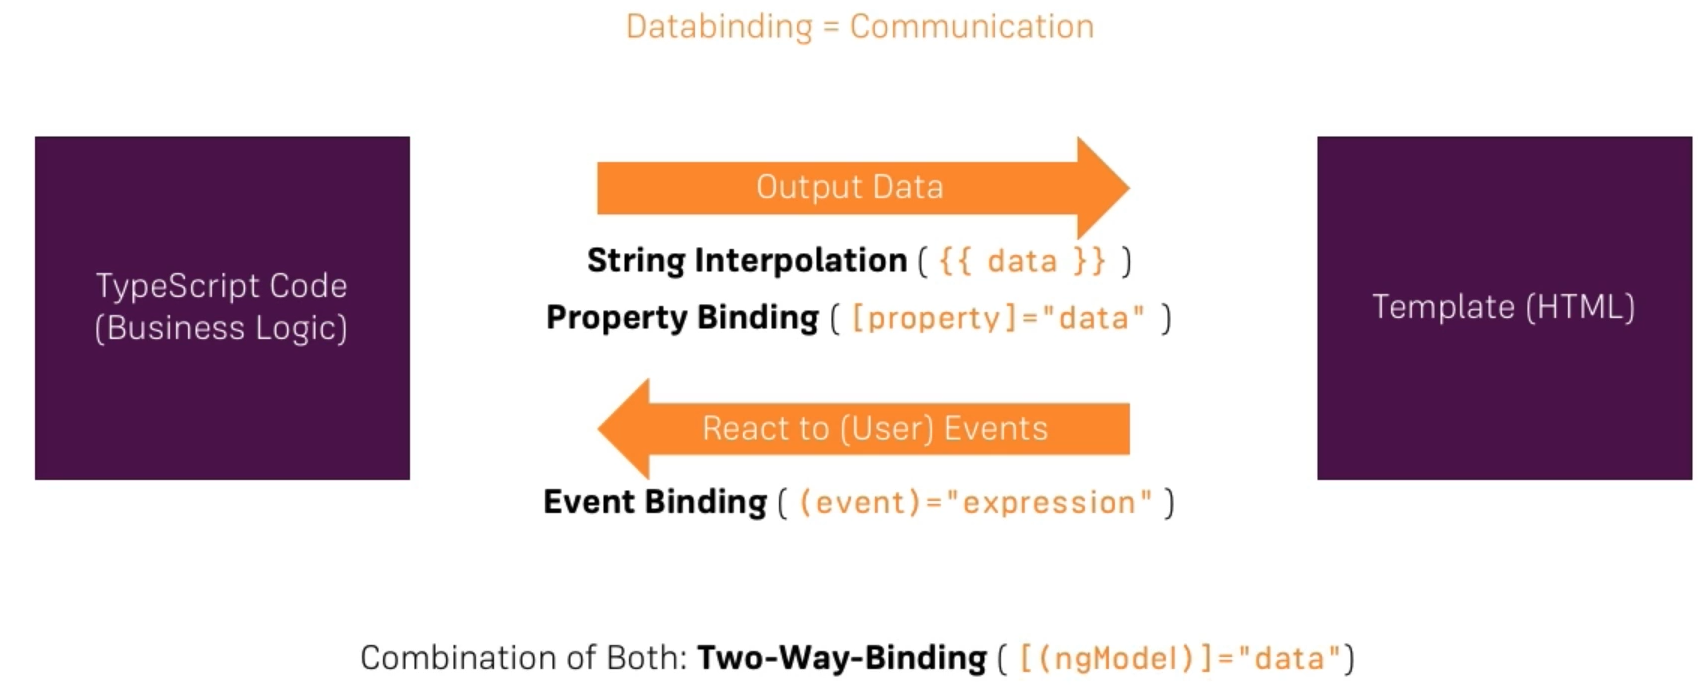 Databinding = Communication
TypeScript Code
(Business Logic)
Output Data
String Interpolation ( {{ data }} )
Property Binding ( [property]="data" )
React to (User) Events
Event Binding ( (event)="expression" )
Template (HTML)
Combination of Both: Two-Way-Binding ( [(ngModel)]="data")